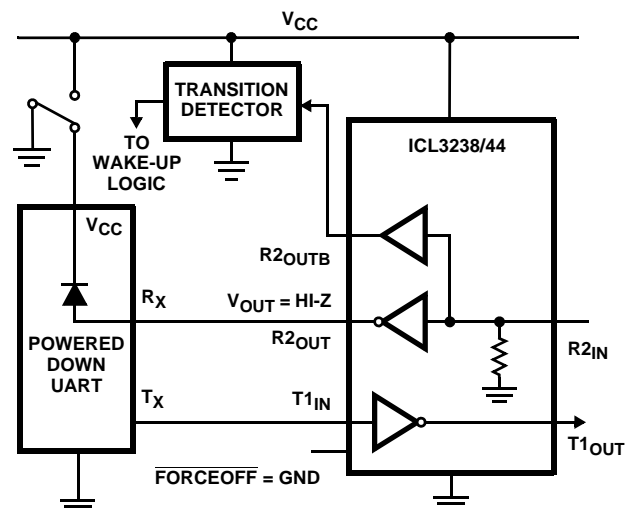 VCC
TRANSITION
DETECTOR
TO
WAKE-UP
LOGIC
ICL3238/44
VCC
R2OUTB
RX
VOUT = HI-Z
POWERED
DOWN
UART
R2OUT
R2IN
TX
T1IN
T1OUT
FORCEOFF = GND